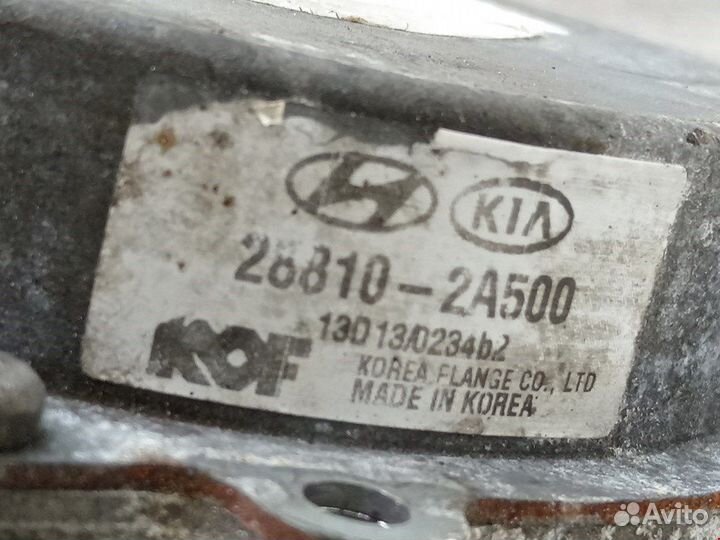 KIA
28810-2A500
13D13/0234b2
KOF
KOREA FLANGE CO., LTD
MADE IN KOREA
Avito